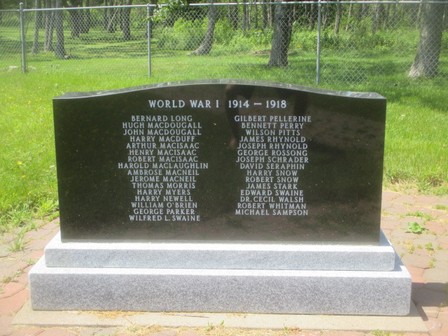 WORLD WAR I 1914 — 1918
BERNARD LONG
HUGH MACDOUGALL
JOHN MACDOUGALL
HARRY MACDUFF
ARTHUR MACISAAC
HENRY MACISAAC
ROBERT MACISAAC
HAROLD MACLAUGHLIN
AMBROSE MACNEIL
JEROME MACNEIL
THOMAS MORRIS
HARRY MYERS
HARRY NEWELL
WILLIAM O'BRIEN
GEORGE PARKER
WILFRED L. SWAINE
GILBERT PELLERINE
BENNETT PERRY
WILSON PITTS
JAMES RHYNOLD
JOSEPH RHYNOLD
GEORGE ROSSONG
JOSEPH SCHRADER
DAVID SERAPHIN
HARRY SNOW
ROBERT SNOW
JAMES STARK
EDWARD SWAINE
DR. CECIL WALSH
ROBERT WHITMAN
MICHAEL SAMPSON